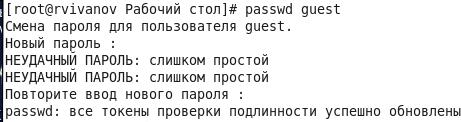 [root@rvivanov Рабочий стол]# passwd guest
Смена пароля для пользователя guest.
Новый пароль :
НЕУДАЧНЫЙ ПАРОЛЬ: слишком простой
НЕУДАЧНЫЙ ПАРОЛЬ: слишком простой
Повторите ввод нового пароля :
passwd: все токены проверки подлинности успешно обновлены